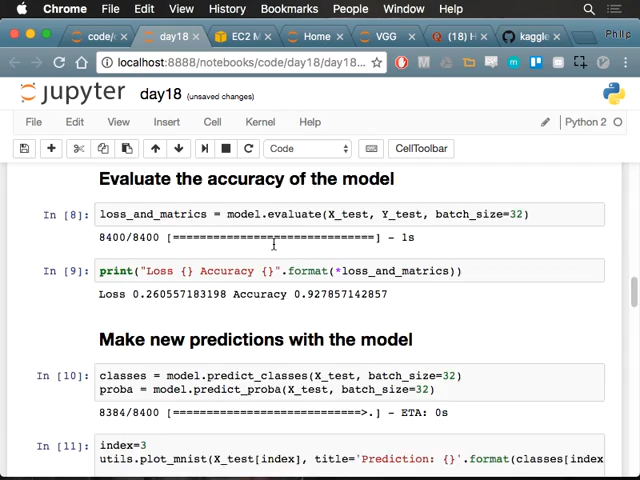 Chrome File Edit View History Bookmarks People Window Help
code/ day18 EC2 M Home VGG (18) H kaggle Philip
localhost:8888/notebooks/code/day18/day18...
jupyter day18 (unsaved changes)
File Edit View Insert Cell Kernel Help Python 2
Code CellToolbar
Evaluate the accuracy of the model
In [8]: loss_and_matrics = model.evaluate(X_test, Y_test, batch_size=32)
8400/8400 [==============================] - 1s
In [9]: print("Loss {} Accuracy {}".format(*loss_and_matrics))
Loss 0.260557183198 Accuracy 0.927857142857
Make new predictions with the model
In [10]: classes = model.predict_classes(X_test, batch_size=32)
proba = model.predict_proba(X_test, batch_size=32)
8384/8400 [============================>.] - ETA: 0s
In [11]: index=3
utils.plot_mnist(X_test[index], title='Prediction: {}'.format(classes[index